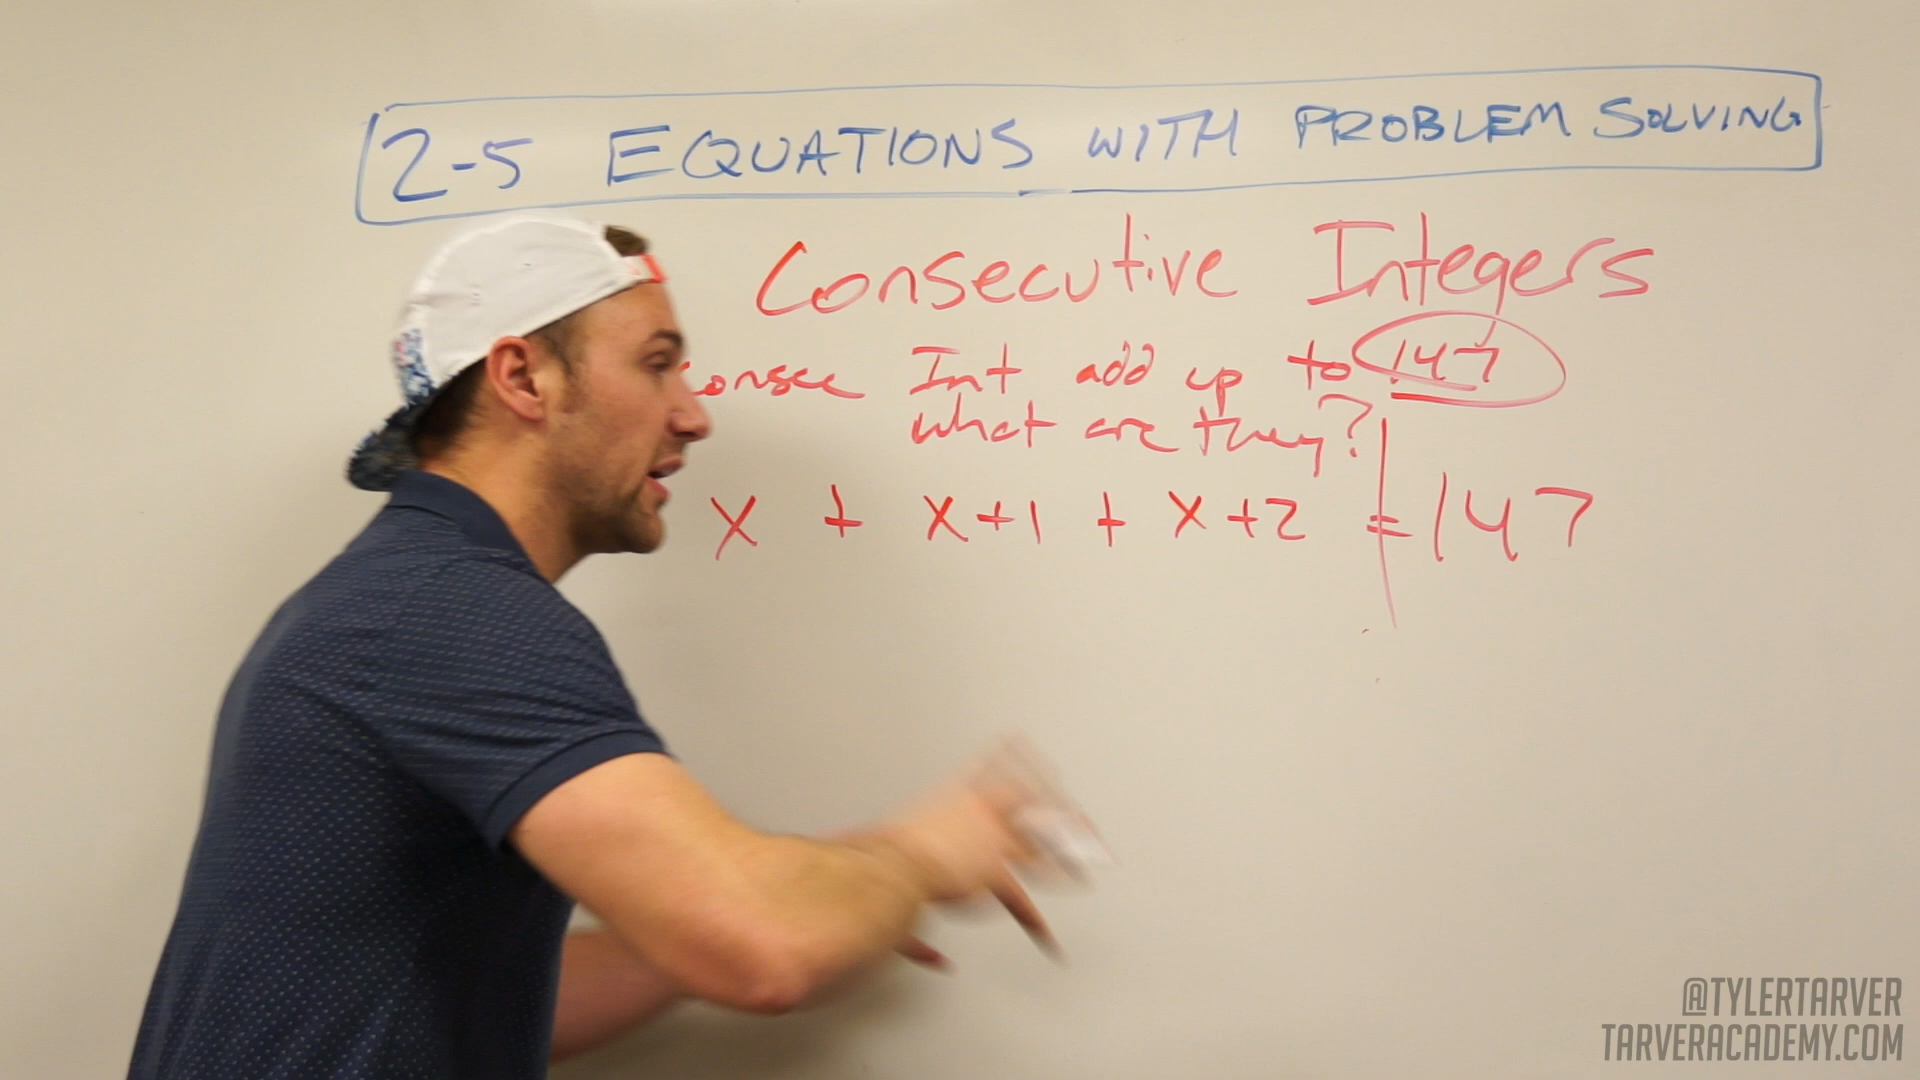 2-5 EQUATIONS WITH PROBLEM SOLVING
Consecutive Integers
consec Int add up to 147
what are they?
x + x+1 + x+2 = 147
@TYLERTARVER
TARVERACADEMY.COM